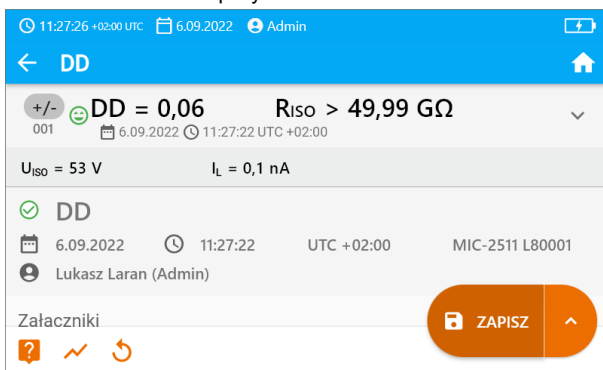 11:27:26 +02:00 UTC 6.09.2022 Admin
DD
+/- DD = 0,06 RISO > 49,99 GΩ
001 6.09.2022 11:27:22 UTC +02:00
UISO = 53 V IL = 0,1 nA
DD
6.09.2022 11:27:22 UTC +02:00 MIC-2511 L80001
Lukasz Laran (Admin)
Załaczniki
ZAPISZ